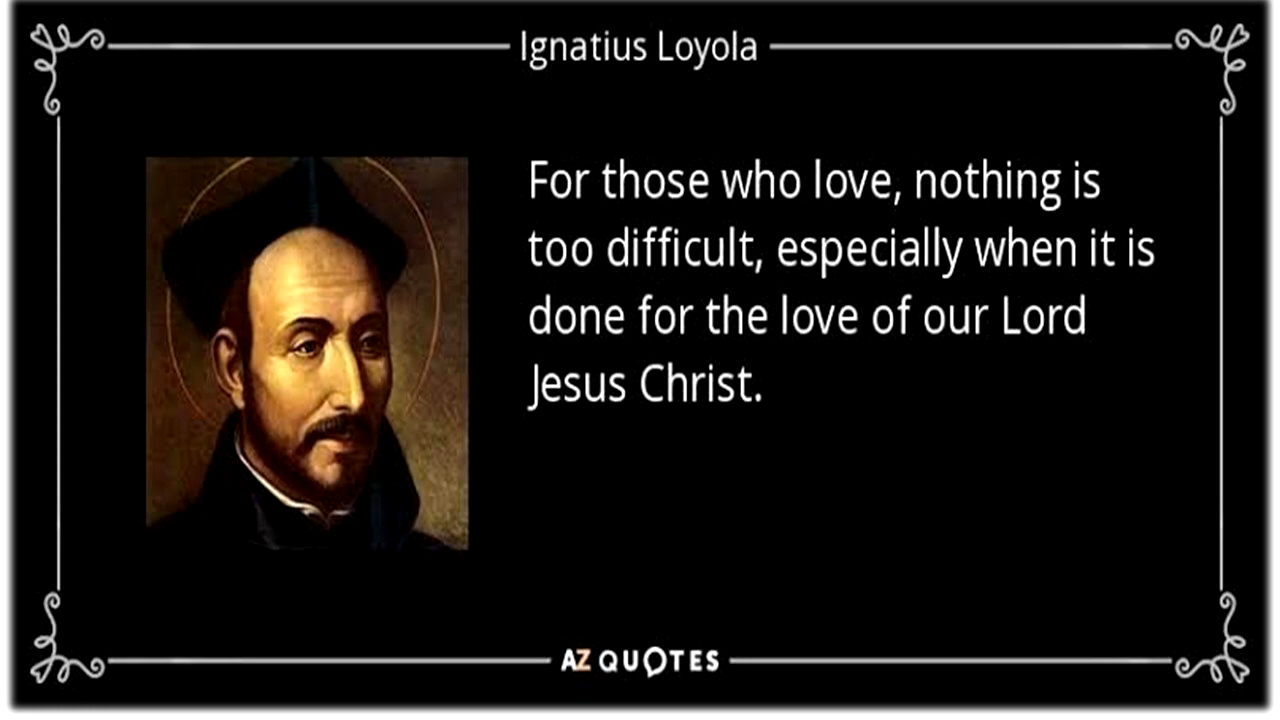 Ignatius Loyola
For those who love, nothing is
too difficult, especially when it is
done for the love of our Lord
Jesus Christ.
AZ QUOTES